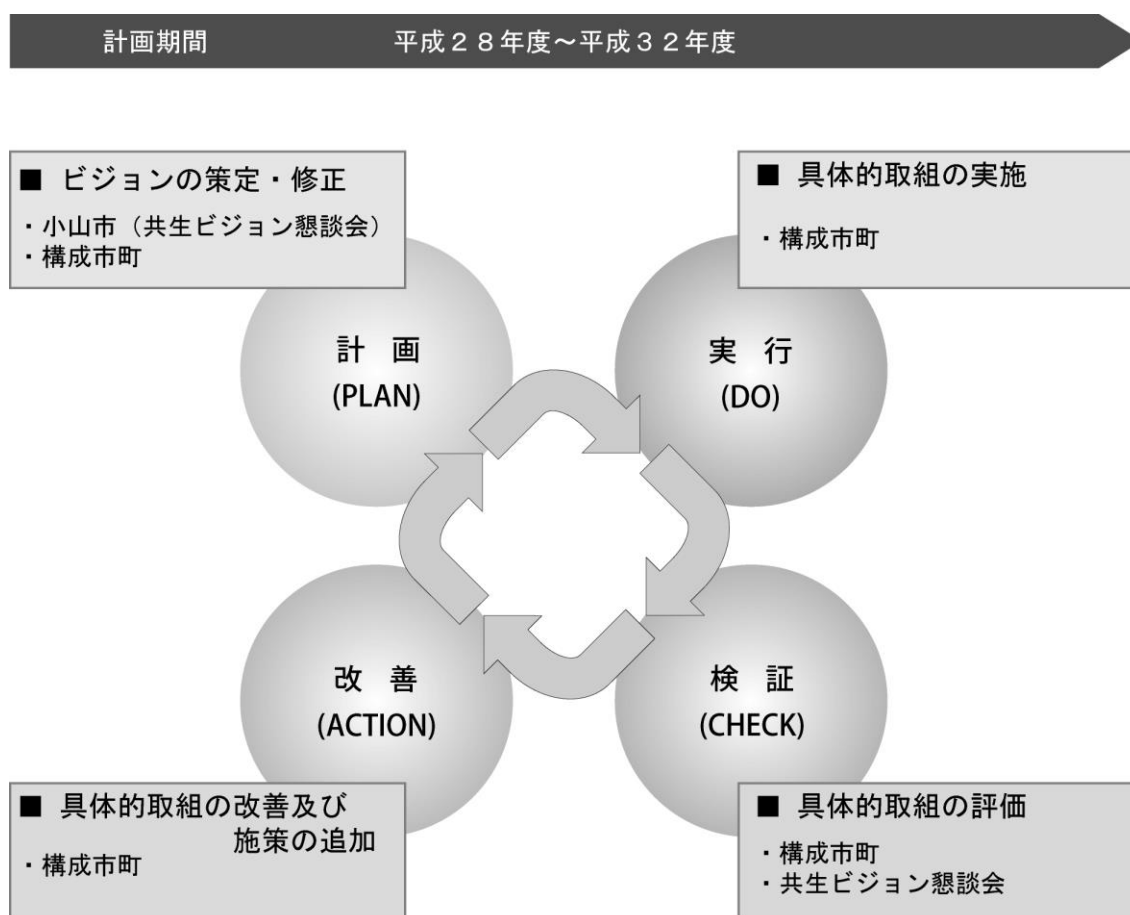 計画期間 平成２８年度～平成３２年度
■ ビジョンの策定・修正
・小山市（共生ビジョン懇談会）
・構成市町
■ 具体的取組の実施
・構成市町
計 画
(PLAN)
実 行
(DO)
改 善
(ACTION)
検 証
(CHECK)
■ 具体的取組の改善及び
施策の追加
・構成市町
■ 具体的取組の評価
・構成市町
・共生ビジョン懇談会